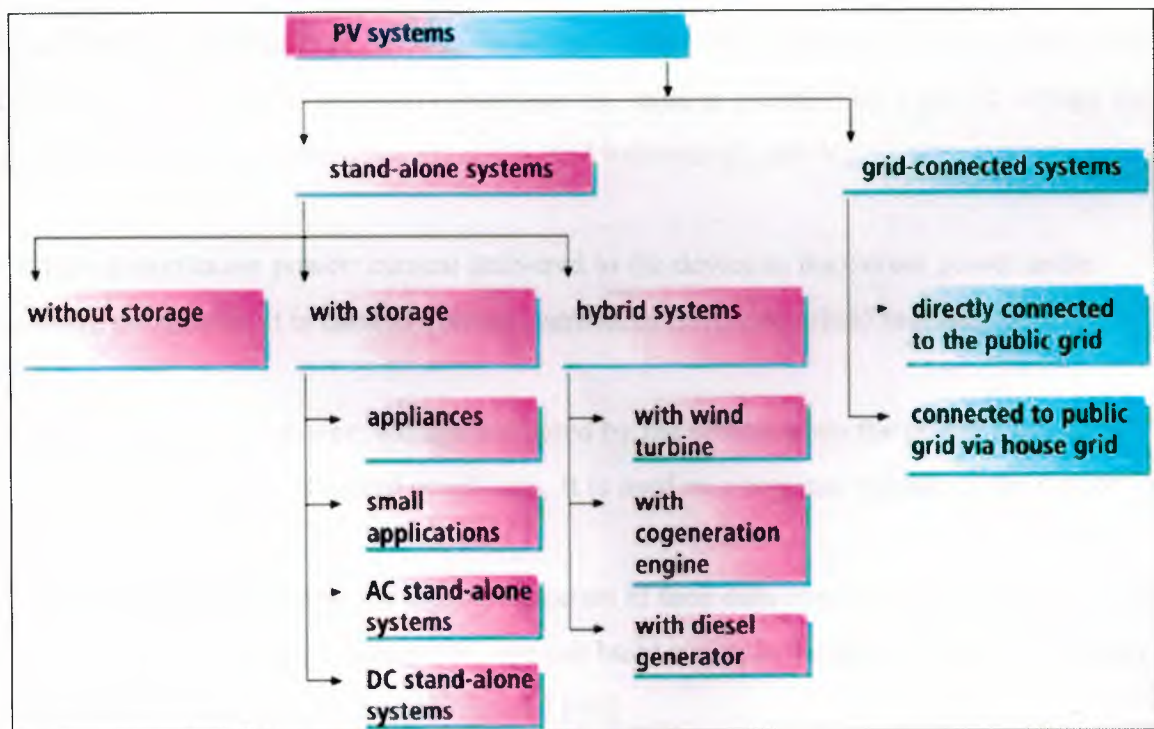 PV systems
stand-alone systems
grid-connected systems
without storage
with storage
hybrid systems
directly connected
to the public grid
appliances
with wind
turbine
connected to public
grid via house grid
small
applications
with
cogeneration
engine
AC stand-alone
systems
with diesel
generator
DC stand-alone
systems